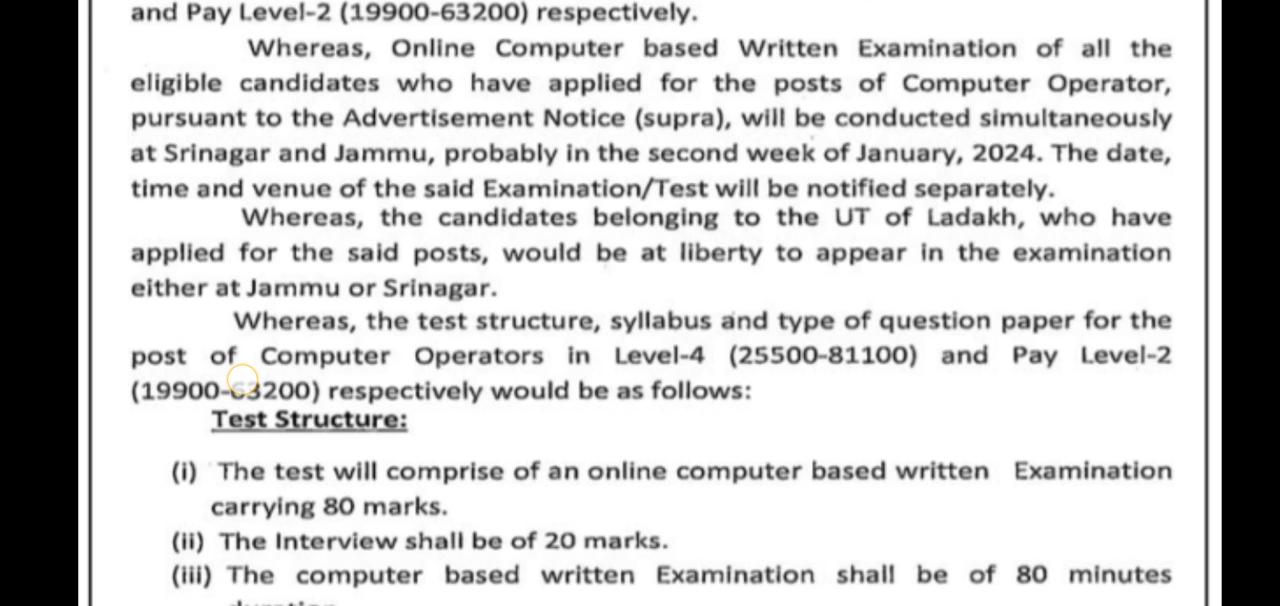 and Pay Level-2 (19900-63200) respectively.
Whereas, Online Computer based Written Examination of all the
eligible candidates who have applied for the posts of Computer Operator,
pursuant to the Advertisement Notice (supra), will be conducted simultaneously
at Srinagar and Jammu, probably in the second week of January, 2024. The date,
time and venue of the said Examination/Test will be notified separately.
Whereas, the candidates belonging to the UT of Ladakh, who have
applied for the said posts, would be at liberty to appear in the examination
either at Jammu or Srinagar.
Whereas, the test structure, syllabus and type of question paper for the
post of Computer Operators in Level-4 (25500-81100) and Pay Level-2
(19900-63200) respectively would be as follows:
Test Structure:
(i) The test will comprise of an online computer based written Examination
carrying 80 marks.
(ii) The Interview shall be of 20 marks.
(iii) The computer based written Examination shall be of 80 minutes